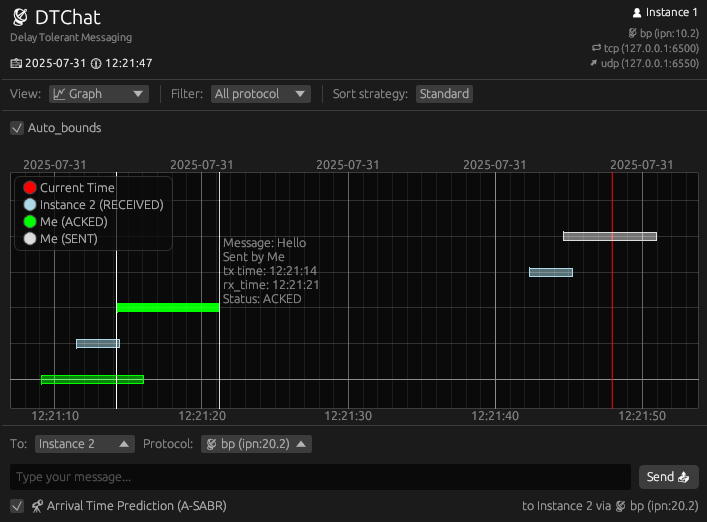 DTChat
Instance 1
Delay Tolerant Messaging
bp (ipn:10.2)
tcp (127.0.0.1:6500)
2025-07-31 12:21:47
udp (127.0.0.1:6550)
View: Graph Filter: All protocol Sort strategy: Standard
Auto_bounds
2025-07-31 2025-07-31 2025-07-31 2025-07-31
Current Time
Instance 2 (RECEIVED)
Me (ACKED)
Me (SENT)
Message: Hello
Sent by Me
tx time: 12:21:14
rx_time: 12:21:21
Status: ACKED
12:21:10 12:21:20 12:21:30 12:21:40 12:21:50
To: Instance 2 Protocol: bp (ipn:20.2)
Type your message... Send
Arrival Time Prediction (A-SABR) to Instance 2 via bp (ipn:20.2)